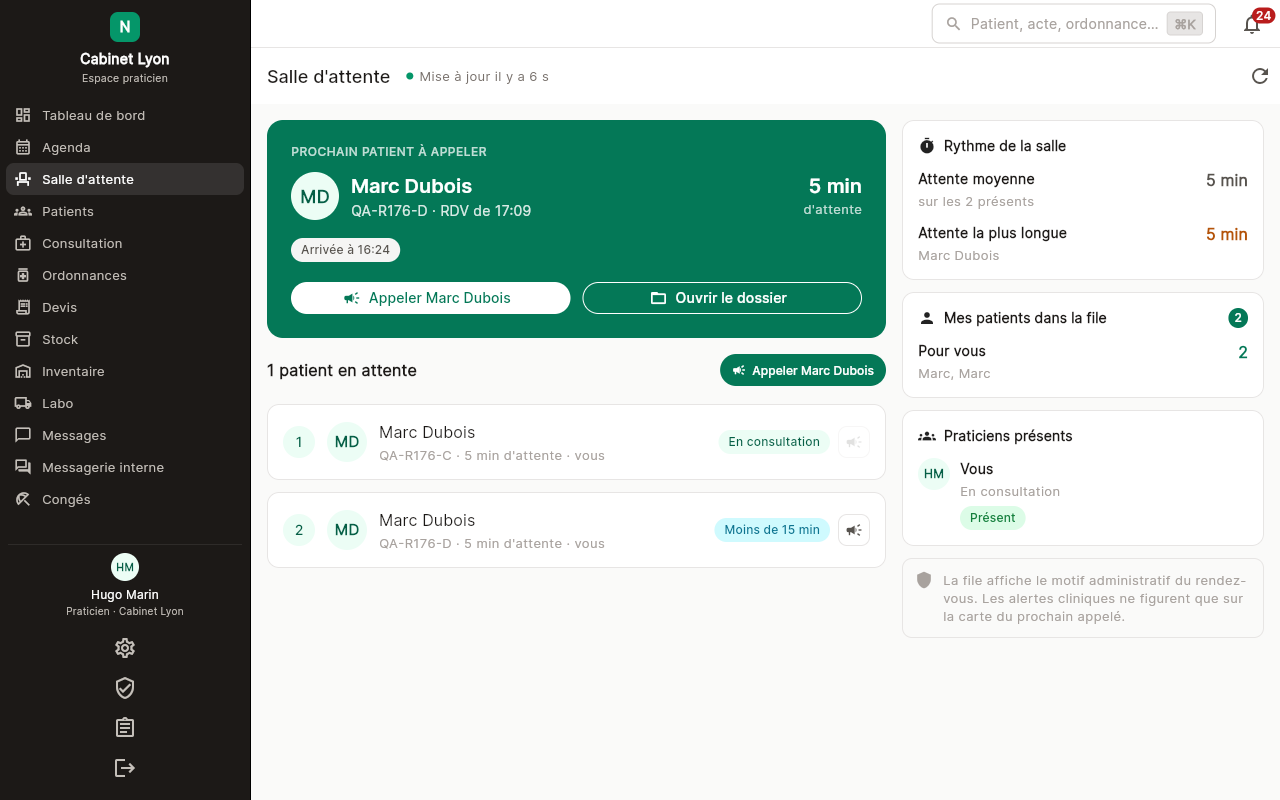 N
Cabinet Lyon
Espace praticien
Tableau de bord
Agenda
Salle d'attente
Patients
Consultation
Ordonnances
Devis
Stock
Inventaire
Labo
Messages
Messagerie interne
Congés
HM
Hugo Marin
Praticien · Cabinet Lyon
Patient, acte, ordonnance... ⌘K
24
Salle d'attente
Mise à jour il y a 6 s
PROCHAIN PATIENT À APPELER
MD
Marc Dubois
QA-R176-D · RDV de 17:09
5 min
d'attente
Arrivée à 16:24
Appeler Marc Dubois
Ouvrir le dossier
1 patient en attente
Appeler Marc Dubois
1
MD
Marc Dubois
QA-R176-C · 5 min d'attente · vous
En consultation
2
MD
Marc Dubois
QA-R176-D · 5 min d'attente · vous
Moins de 15 min
Rythme de la salle
Attente moyenne
5 min
sur les 2 présents
Attente la plus longue
5 min
Marc Dubois
Mes patients dans la file
2
Pour vous
2
Marc, Marc
Praticiens présents
HM
Vous
En consultation
Présent
La file affiche le motif administratif du rendez-
vous. Les alertes cliniques ne figurent que sur
la carte du prochain appelé.